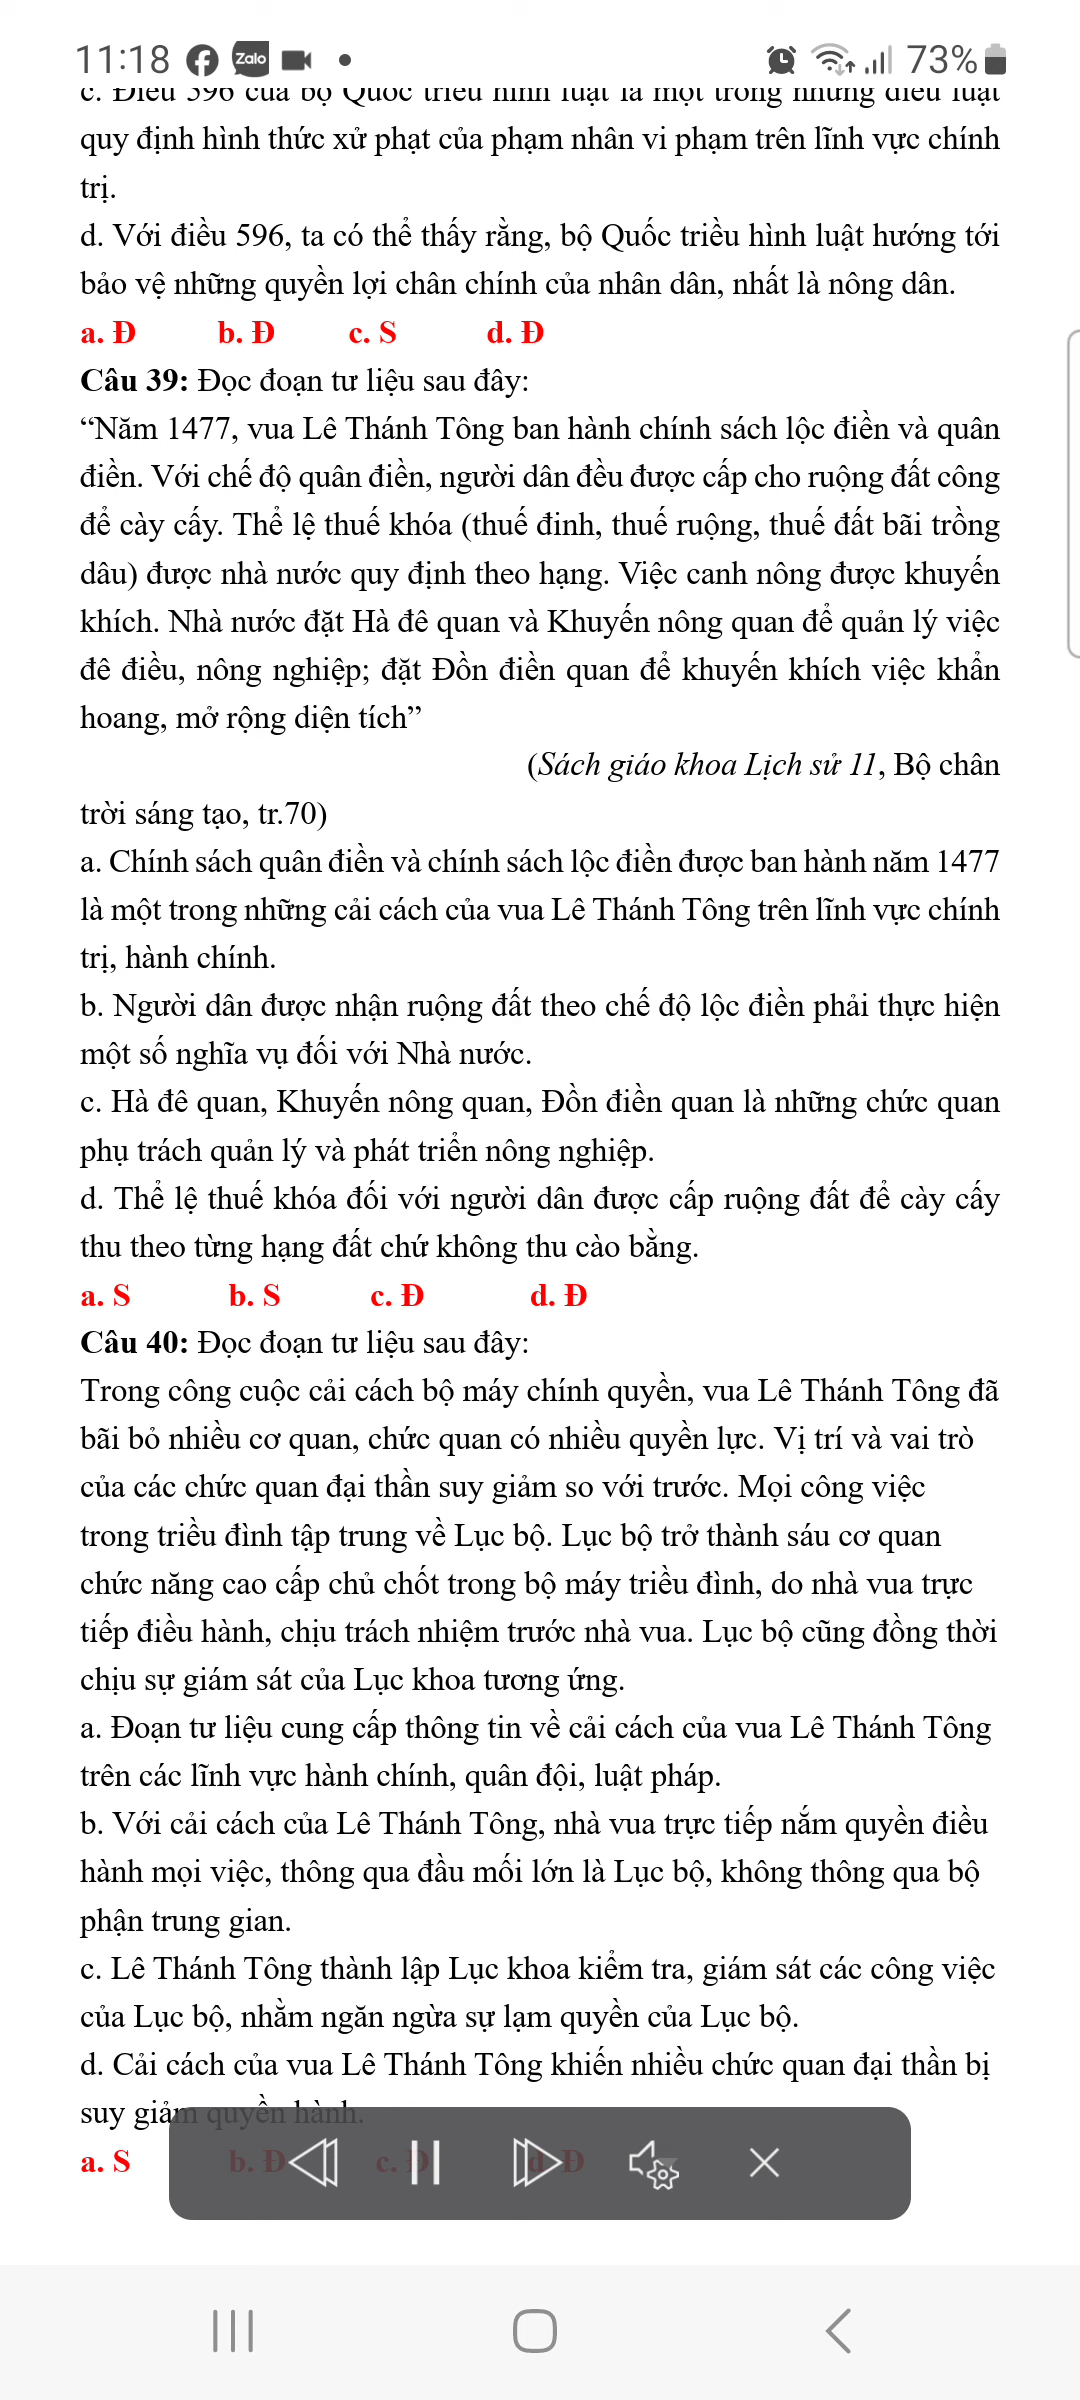 11:18 Zalo 73%
c. Điều 596 của bộ Quốc triều hình luật là một trong những điều luật
quy định hình thức xử phạt của phạm nhân vi phạm trên lĩnh vực chính
trị.
d. Với điều 596, ta có thể thấy rằng, bộ Quốc triều hình luật hướng tới
bảo vệ những quyền lợi chân chính của nhân dân, nhất là nông dân.
a. Đ b. Đ c. S d. Đ
Câu 39: Đọc đoạn tư liệu sau đây:
“Năm 1477, vua Lê Thánh Tông ban hành chính sách lộc điền và quân
điền. Với chế độ quân điền, người dân đều được cấp cho ruộng đất công
để cày cấy. Thể lệ thuế khóa (thuế đinh, thuế ruộng, thuế đất bãi trồng
dâu) được nhà nước quy định theo hạng. Việc canh nông được khuyến
khích. Nhà nước đặt Hà đê quan và Khuyến nông quan để quản lý việc
đê điều, nông nghiệp; đặt Đồn điền quan để khuyến khích việc khẩn
hoang, mở rộng diện tích”
(Sách giáo khoa Lịch sử 11, Bộ chân
trời sáng tạo, tr.70)
a. Chính sách quân điền và chính sách lộc điền được ban hành năm 1477
là một trong những cải cách của vua Lê Thánh Tông trên lĩnh vực chính
trị, hành chính.
b. Người dân được nhận ruộng đất theo chế độ lộc điền phải thực hiện
một số nghĩa vụ đối với Nhà nước.
c. Hà đê quan, Khuyến nông quan, Đồn điền quan là những chức quan
phụ trách quản lý và phát triển nông nghiệp.
d. Thể lệ thuế khóa đối với người dân được cấp ruộng đất để cày cấy
thu theo từng hạng đất chứ không thu cào bằng.
a. S b. S c. Đ d. Đ
Câu 40: Đọc đoạn tư liệu sau đây:
Trong công cuộc cải cách bộ máy chính quyền, vua Lê Thánh Tông đã
bãi bỏ nhiều cơ quan, chức quan có nhiều quyền lực. Vị trí và vai trò
của các chức quan đại thần suy giảm so với trước. Mọi công việc
trong triều đình tập trung về Lục bộ. Lục bộ trở thành sáu cơ quan
chức năng cao cấp chủ chốt trong bộ máy triều đình, do nhà vua trực
tiếp điều hành, chịu trách nhiệm trước nhà vua. Lục bộ cũng đồng thời
chịu sự giám sát của Lục khoa tương ứng.
a. Đoạn tư liệu cung cấp thông tin về cải cách của vua Lê Thánh Tông
trên các lĩnh vực hành chính, quân đội, luật pháp.
b. Với cải cách của Lê Thánh Tông, nhà vua trực tiếp nắm quyền điều
hành mọi việc, thông qua đầu mối lớn là Lục bộ, không thông qua bộ
phận trung gian.
c. Lê Thánh Tông thành lập Lục khoa kiểm tra, giám sát các công việc
của Lục bộ, nhằm ngăn ngừa sự lạm quyền của Lục bộ.
d. Cải cách của vua Lê Thánh Tông khiến nhiều chức quan đại thần bị
suy giảm quyền hành.
a. S b. Đ c. Đ d. Đ